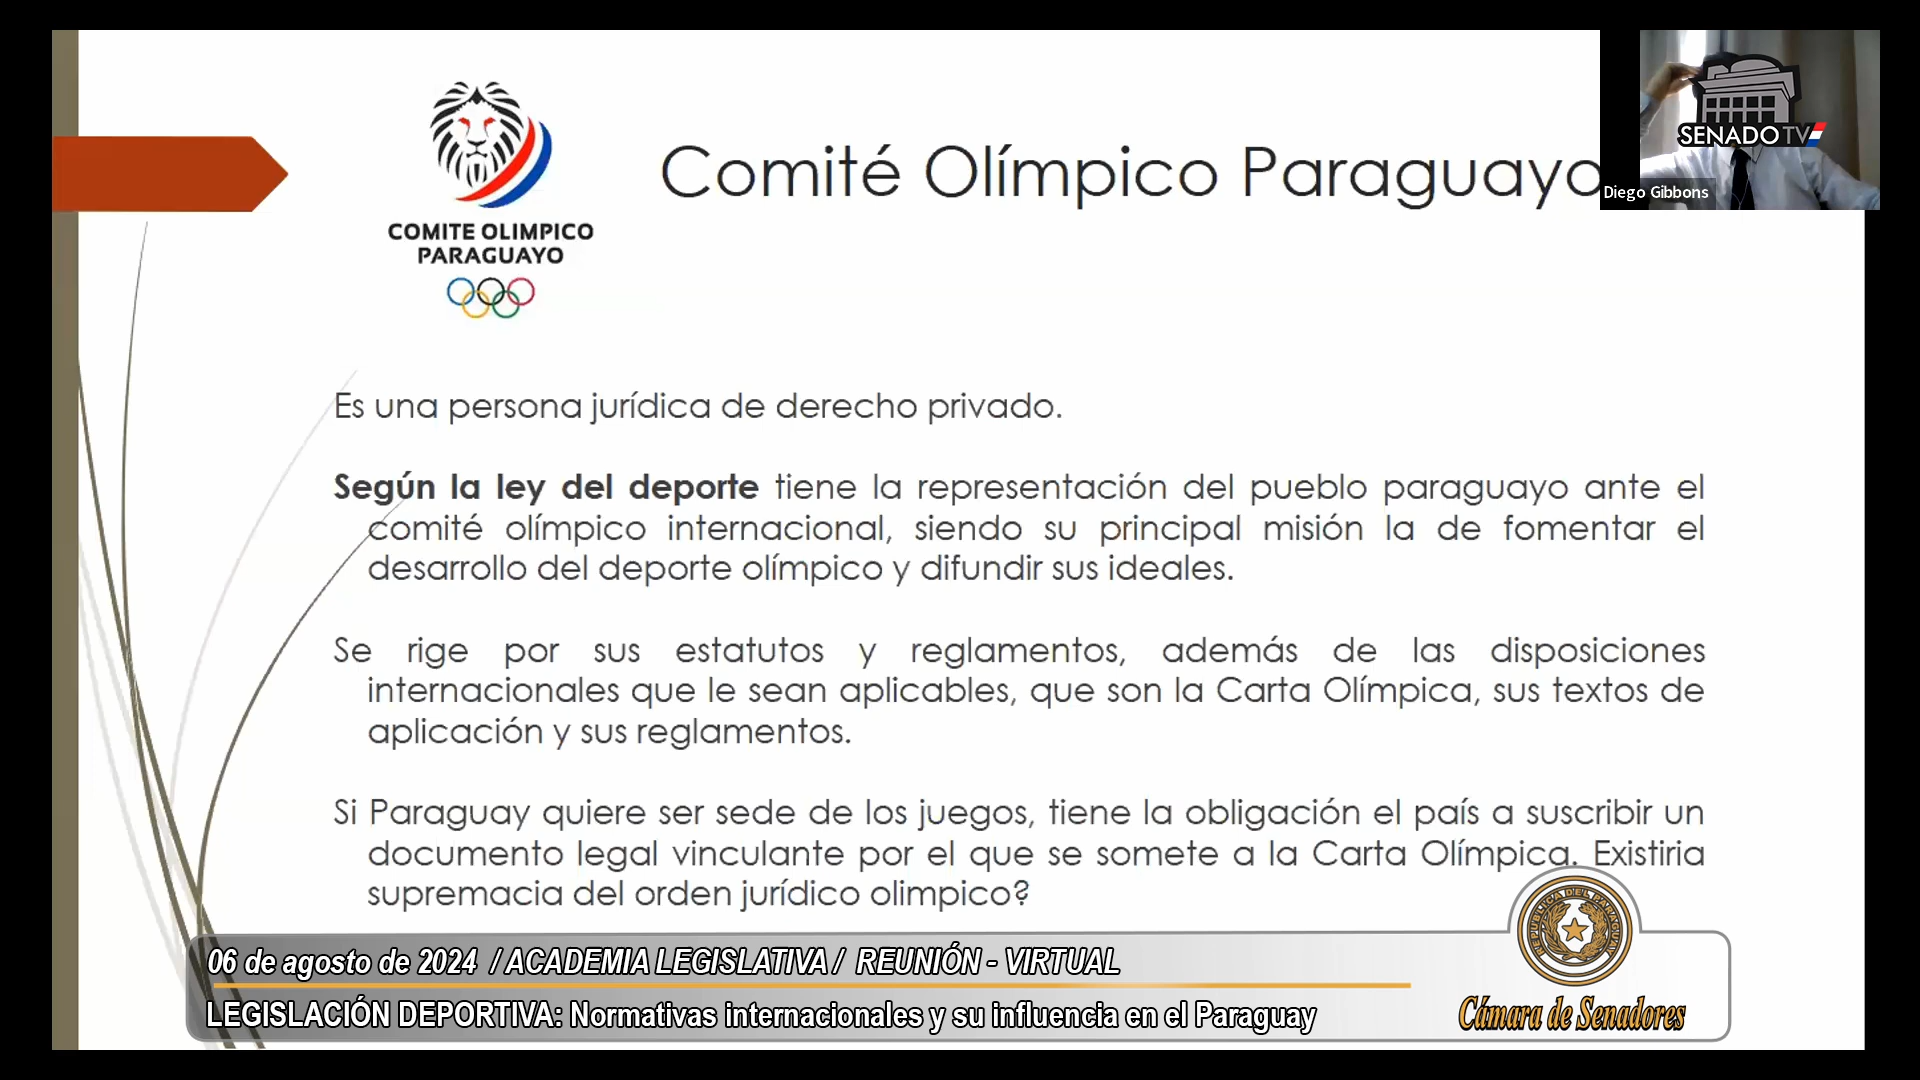 COMITE OLIMPICO
PARAGUAYO
Comité Olímpico Paraguayo
SENADO TV
Diego Gibbons
Es una persona jurídica de derecho privado.
Según la ley del deporte tiene la representación del pueblo paraguayo ante el
comité olímpico internacional, siendo su principal misión la de fomentar el
desarrollo del deporte olímpico y difundir sus ideales.
Se rige por sus estatutos y reglamentos, además de las disposiciones
internacionales que le sean aplicables, que son la Carta Olímpica, sus textos de
aplicación y sus reglamentos.
Si Paraguay quiere ser sede de los juegos, tiene la obligación el país a suscribir un
documento legal vinculante por el que se somete a la Carta Olímpica. Existiria
supremacia del orden jurídico olimpico?
06 de agosto de 2024 / ACADEMIA LEGISLATIVA / REUNIÓN - VIRTUAL
LEGISLACIÓN DEPORTIVA: Normativas internacionales y su influencia en el Paraguay
REPUBLICA DEL PARAGUAY
Cámara de Senadores